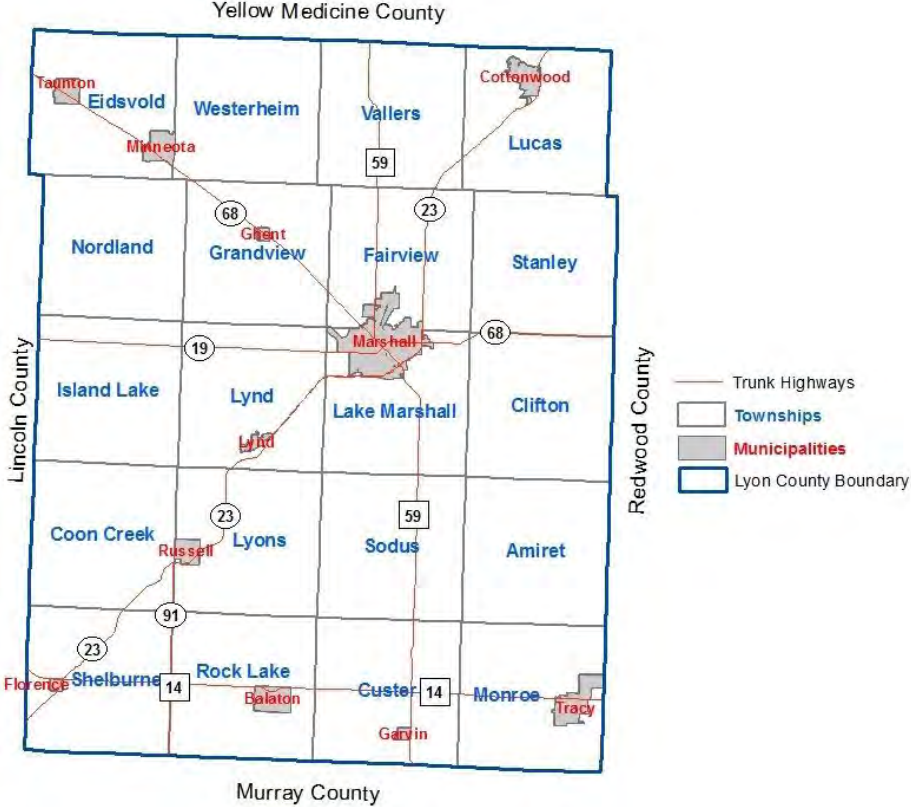 Yellow Medicine County
Taunton
Eidsvold
Westerheim
Vallers
Cottonwood
Lucas
Minneota
59
68
23
Ghent
Nordland
Grandview
Fairview
Stanley
Marshall
68
19
Lincoln County
Redwood County
Island Lake
Lynd
Lake Marshall
Clifton
Lynd
Trunk Highways
Townships
Municipalities
Lyon County Boundary
23
59
Coon Creek
Russell
Lyons
Sodus
Amiret
91
23
Florence
Shelburne
14
Rock Lake
Balaton
Custer
14
Monroe
Tracy
Garvin
Murray County